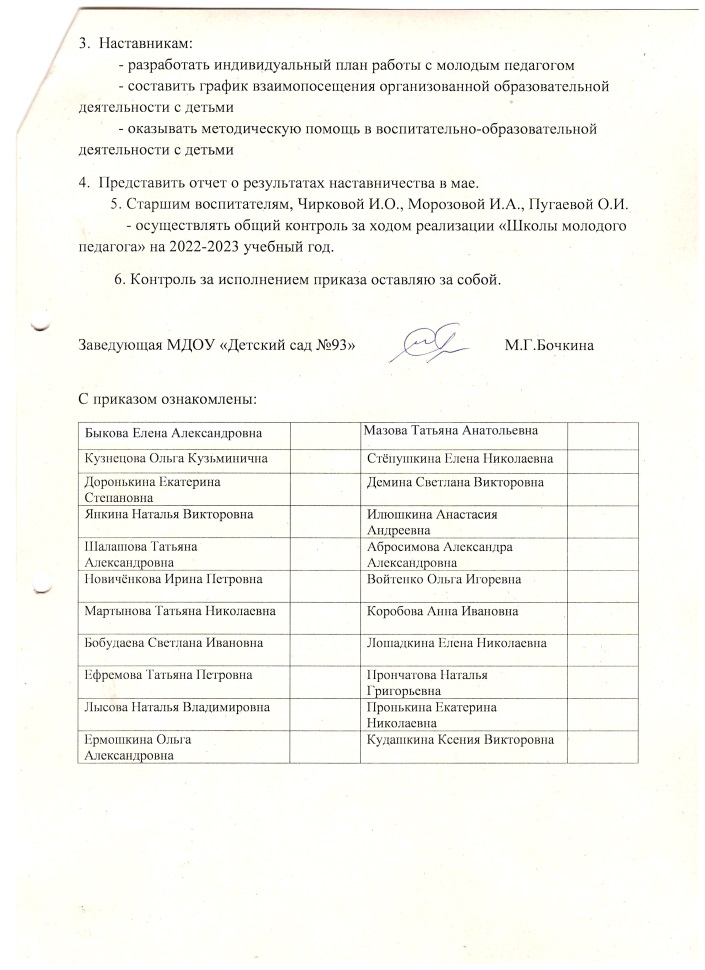 3.  Наставникам:
- разработать индивидуальный план работы с молодым педагогом
- составить график взаимопосещения организованной образовательной
деятельности с детьми
- оказывать методическую помощь в воспитательно-образовательной
деятельности с детьми
4.  Представить отчет о результатах наставничества в мае.
5. Старшим воспитателям, Чирковой И.О., Морозовой И.А., Пугаевой О.И.
- осуществлять общий контроль за ходом реализации «Школы молодого
педагога» на 2022-2023 учебный год.
6. Контроль за исполнением приказа оставляю за собой.
Заведующая МДОУ «Детский сад №93» М.Г.Бочкина
С приказом ознакомлены:
Быкова Елена Александровна Мазова Татьяна Анатольевна
Кузнецова Ольга Кузьминична Стёпушкина Елена Николаевна
Доронькина Екатерина Демина Светлана Викторовна
Степановна
Янкина Наталья Викторовна Илюшкина Анастасия
Андреевна
Шалашова Татьяна Абросимова Александра
Александровна Александровна
Новичёнкова Ирина Петровна Войтенко Ольга Игоревна
Мартынова Татьяна Николаевна Коробова Анна Ивановна
Бобудаева Светлана Ивановна Лошадкина Елена Николаевна
Ефремова Татьяна Петровна Прончатова Наталья
Григорьевна
Лысова Наталья Владимировна Пронькина Екатерина
Николаевна
Ермошкина Ольга Кудашкина Ксения Викторовна
Александровна